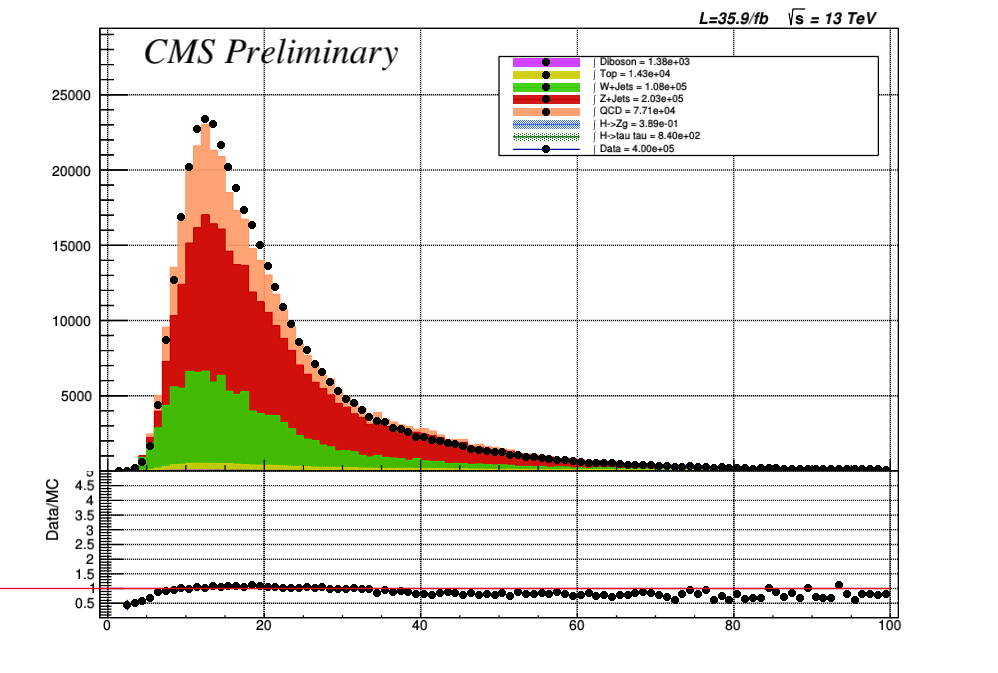 L=35.9/fb √s = 13 TeV
CMS Preliminary
∫ Diboson = 1.38e+03
∫ Top = 1.43e+04
∫ W+Jets = 1.08e+05
∫ Z+Jets = 2.03e+05
∫ QCD = 7.71e+04
∫ H->Zg = 3.89e-01
∫ H->tau tau = 8.40e+02
∫ Data = 4.00e+05
25000
20000
15000
10000
5000
Data/MC
5
4.5
4
3.5
3
2.5
2
1.5
1
0.5
0 20 40 60 80 100